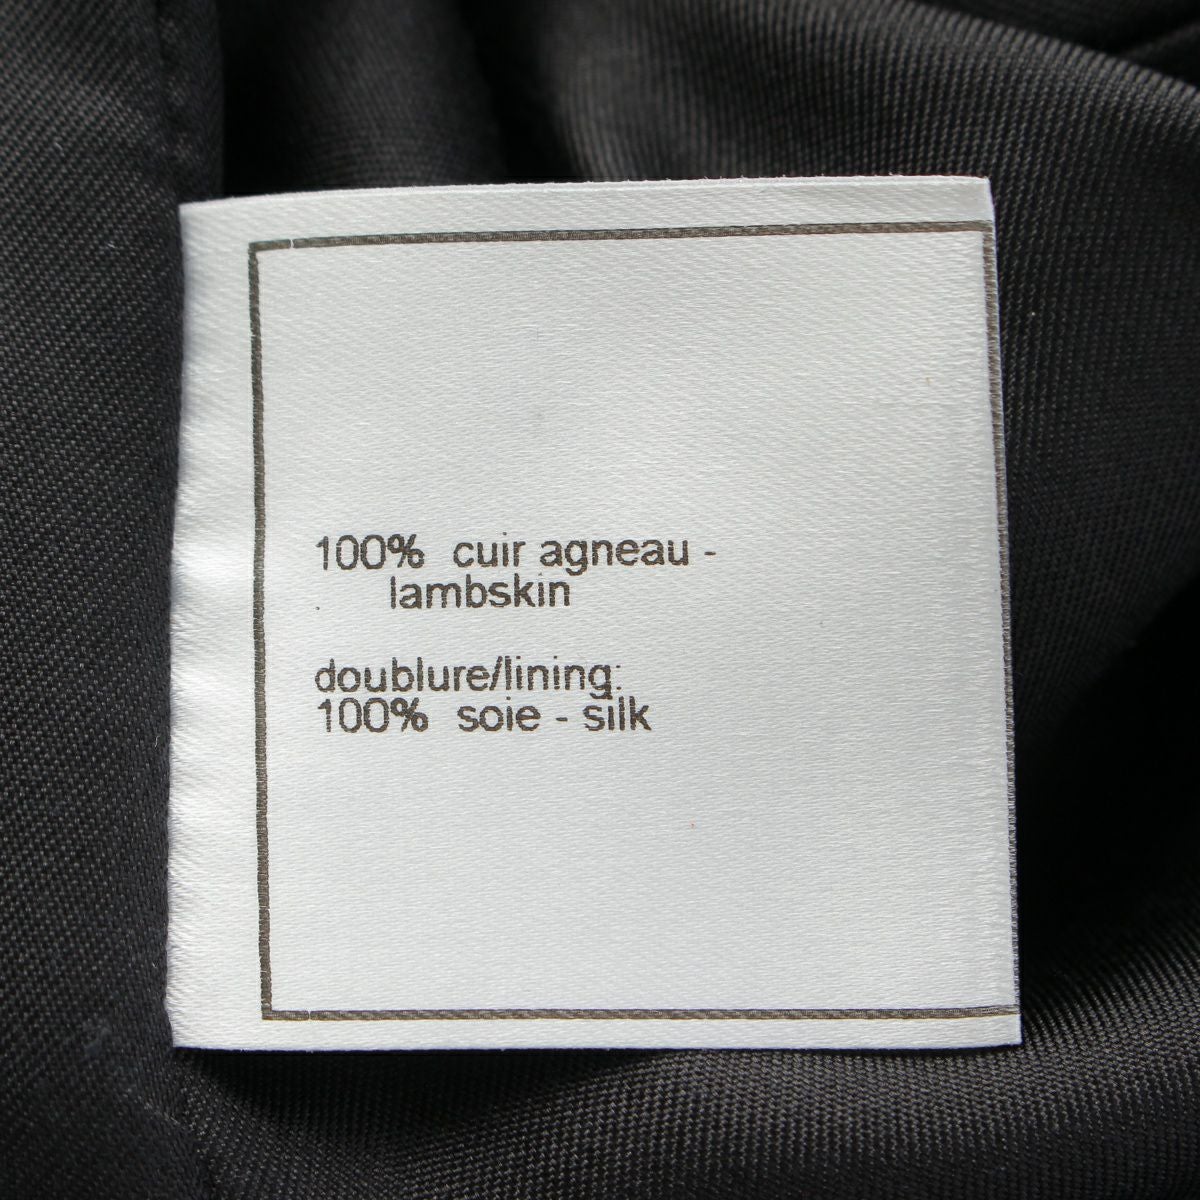 100% cuir agneau -
lambskin
doublure/lining:
100% soie - silk